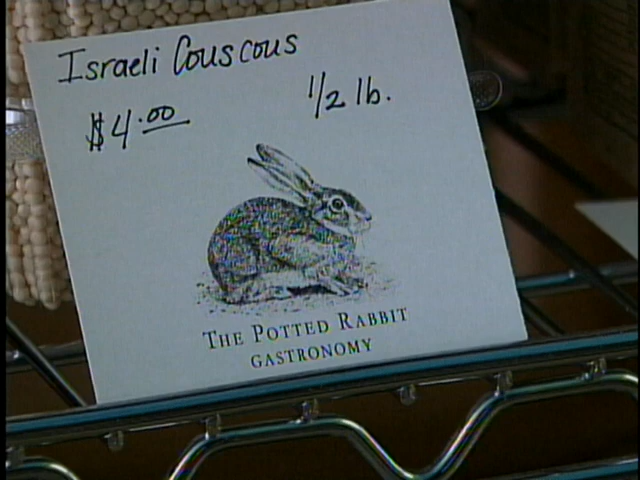 Israeli Couscous
$4.00 1/2 lb.
THE POTTED RABBIT
GASTRONOMY